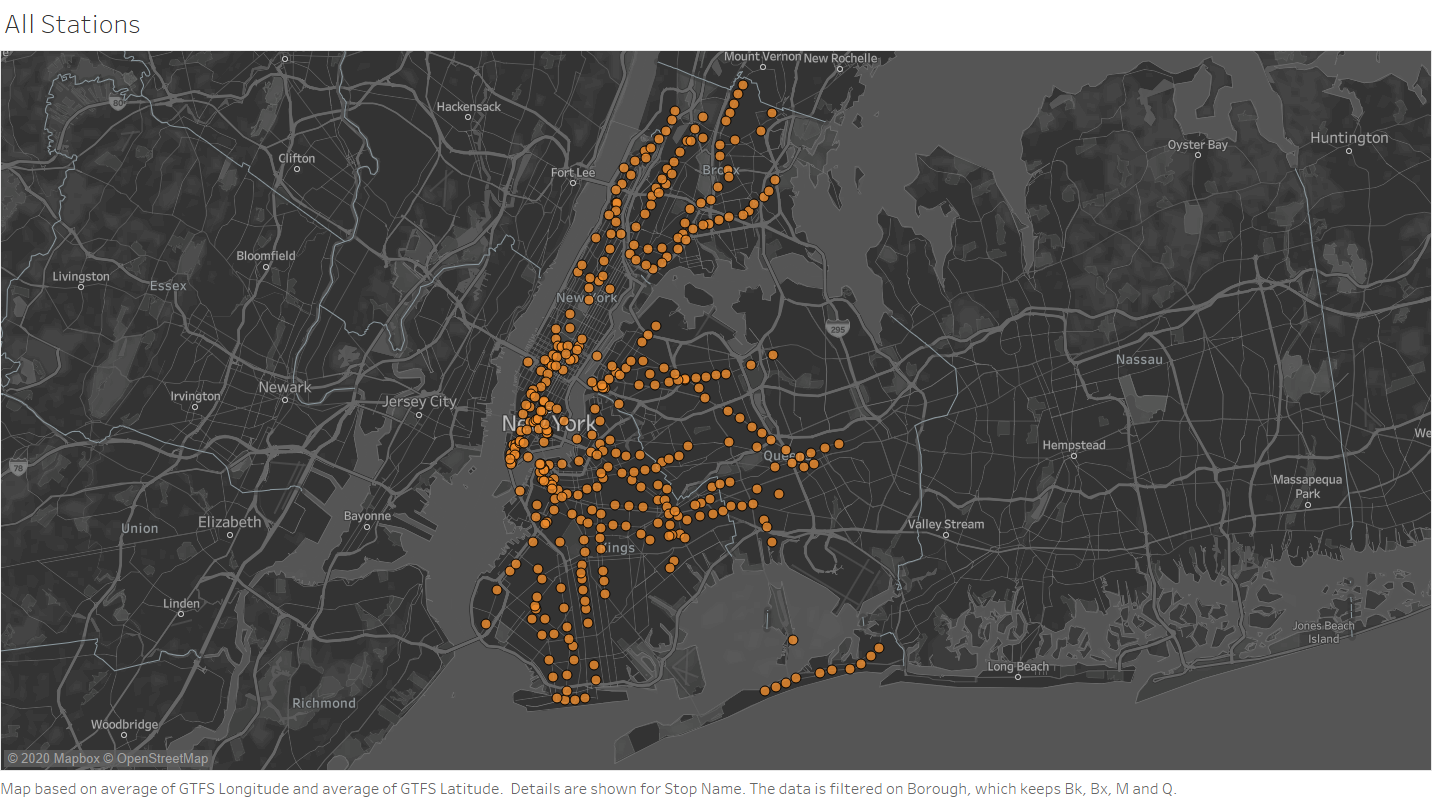 All Stations
Mount Vernon
New Rochelle
80
Hackensack
Huntington
Oyster Bay
Clifton
Fort Lee
Bronx
Bloomfield
Livingston
Essex
New York
295
Nassau
Newark
Irvington
Jersey City
New York
We
Hempstead
Queens
78
Massapequa
Park
Union
Elizabeth
Bayonne
Valley Stream
Kings
Linden
Jones Beach
Island
Long Beach
Richmond
Woodbridge
© 2020 Mapbox © OpenStreetMap
Map based on average of GTFS Longitude and average of GTFS Latitude.  Details are shown for Stop Name. The data is filtered on Borough, which keeps Bk, Bx, M and Q.